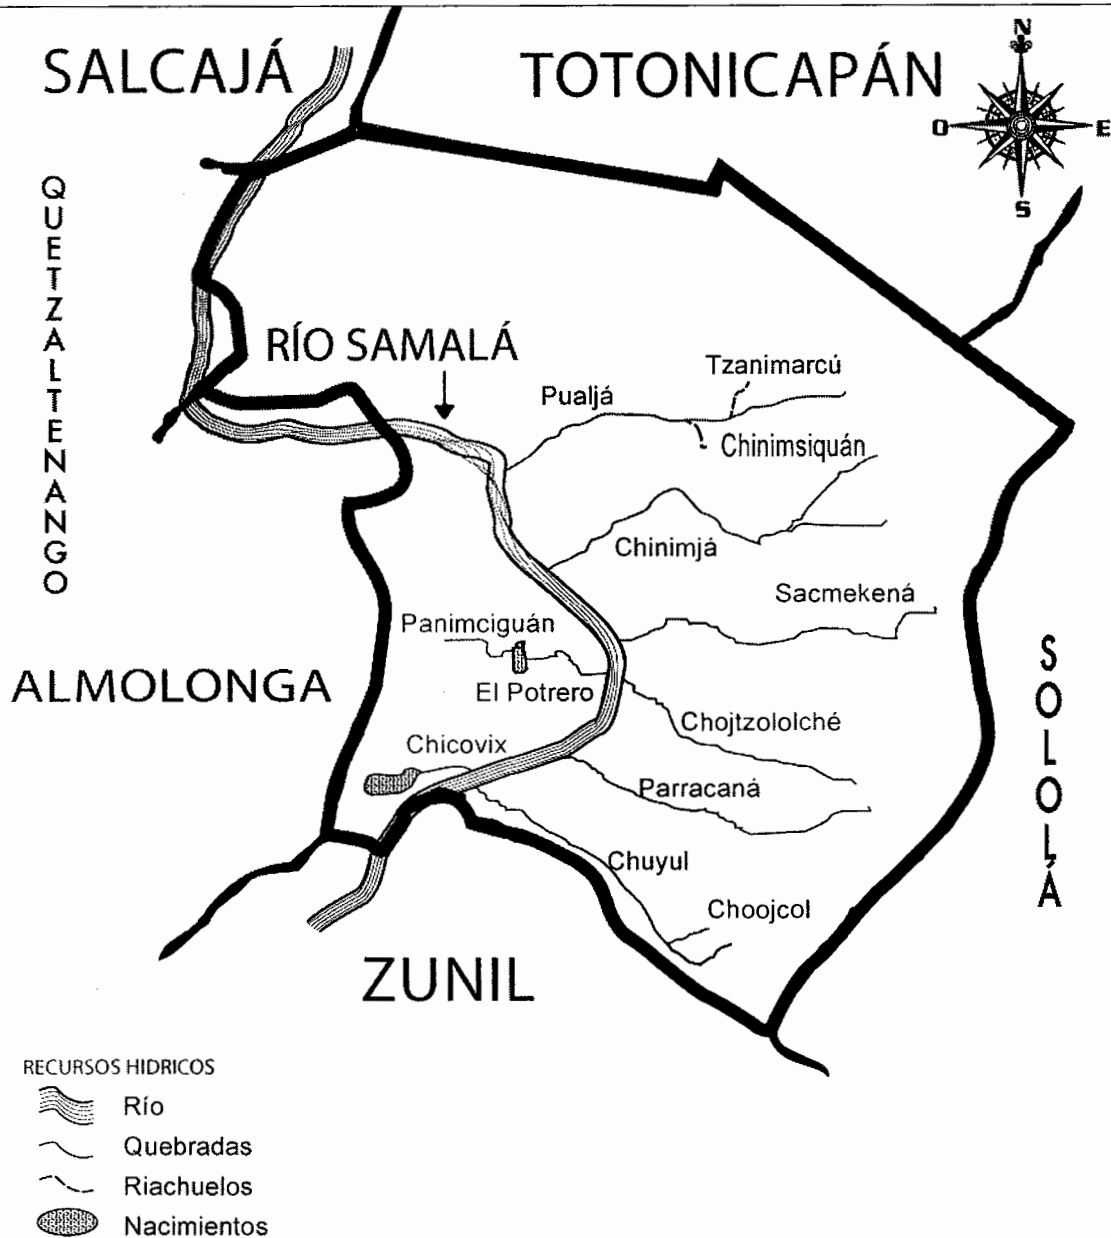 SALCAJÁ
TOTONICAPÁN
N
O
E
S
QUETZALTENANGO
RÍO SAMALÁ
Tzanimarcú
Pualjá
Chinimsiquán
Chinimjá
Sacmekená
Panimciguán
El Potrero
ALMOLONGA
SOLOLÁ
Chojtzololché
Chicovix
Parracaná
Chuyul
Choojcol
ZUNIL
RECURSOS HIDRICOS
Río
Quebradas
Riachuelos
Nacimientos